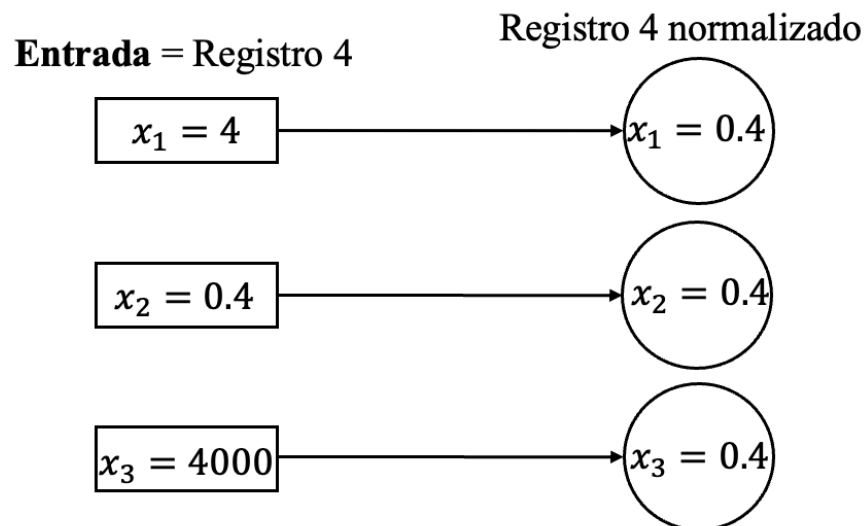 Entrada = Registro 4
Registro 4 normalizado
x₁ = 4
x₁ = 0.4
x₂ = 0.4
x₂ = 0.4
x₃ = 4000
x₃ = 0.4